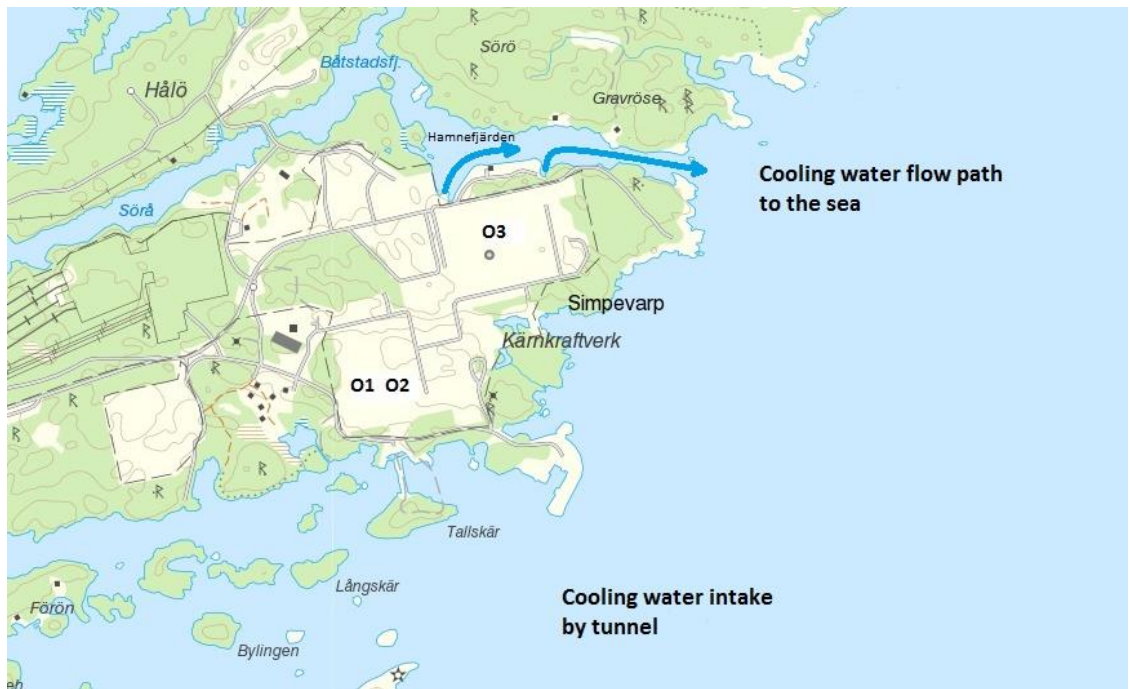 Sörö
Båtstadsfj.
Hålö
Gravröse
Hamnefjärden
Cooling water flow path
to the sea
Sörå
O3
Simpevarp
Kärnkraftverk
O1 O2
Tallskär
Långskär
Cooling water intake
by tunnel
Förön
Bylingen
eh